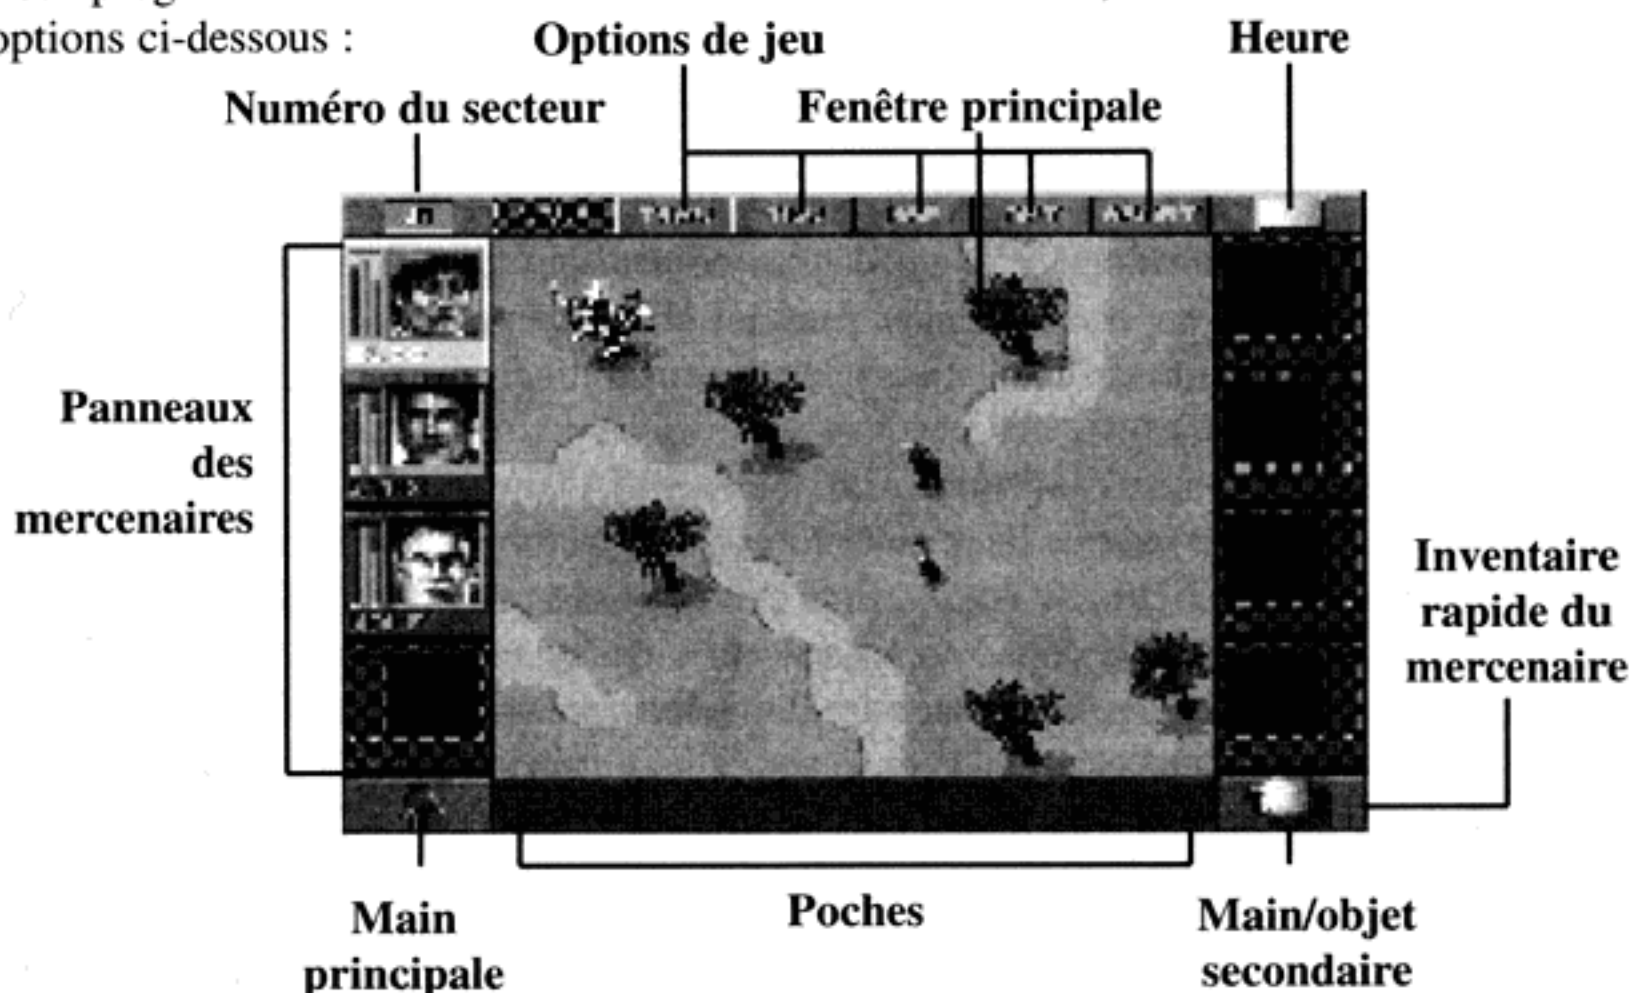 options ci-dessous :
Options de jeu
Heure
Numéro du secteur
Fenêtre principale
Panneaux
des
mercenaires
Inventaire
rapide du
mercenaire
Poches
Main
principale
Main/objet
secondaire